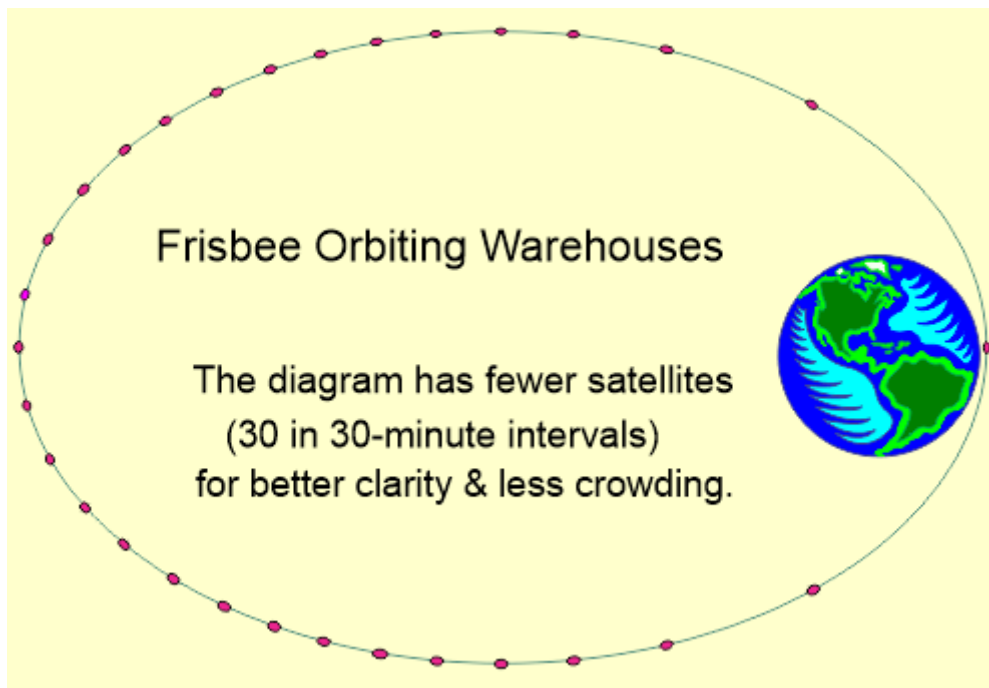 Frisbee Orbiting Warehouses
The diagram has fewer satellites
(30 in 30-minute intervals)
for better clarity & less crowding.